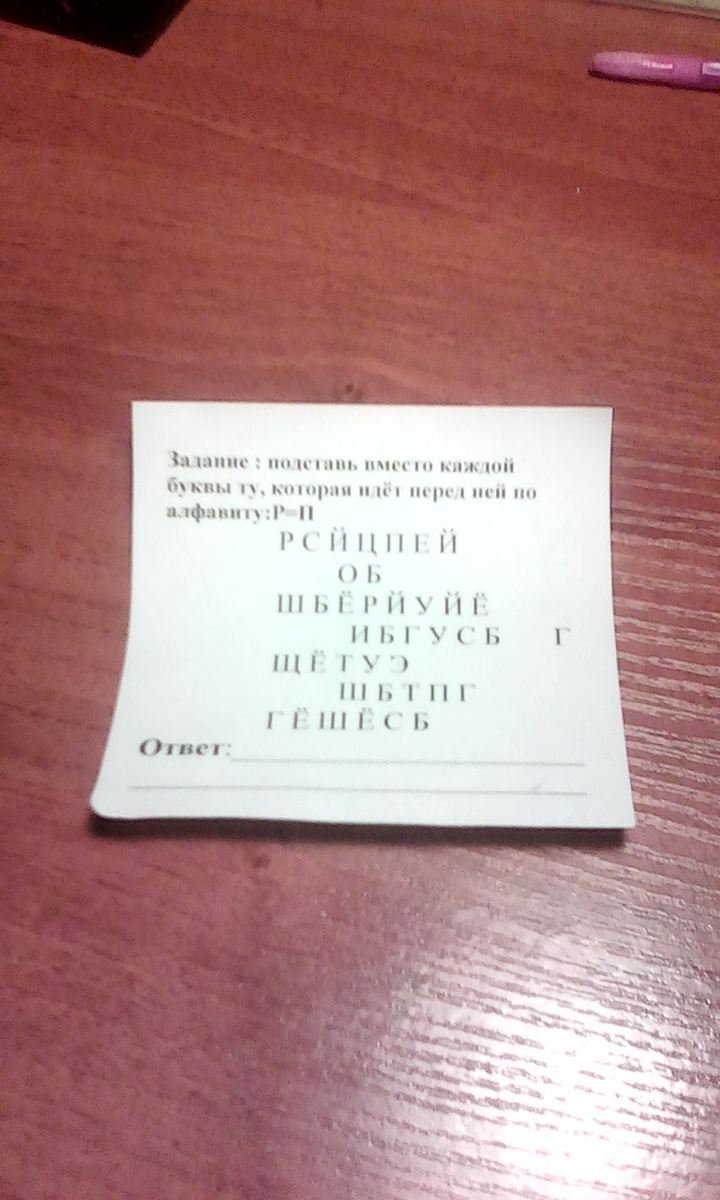 Задание : подставь вместо каждой
буквы ту, которая идёт перед ней по
алфавиту:Р=П
Р С Й Ц П Е Й
О Б
Ш Б Ё Р Й У Й Ё
И Б Г У С Б Г
Щ Ё Т У Э
Ш Б Т П Г
Г Ё Ш Ё С Б
Ответ: